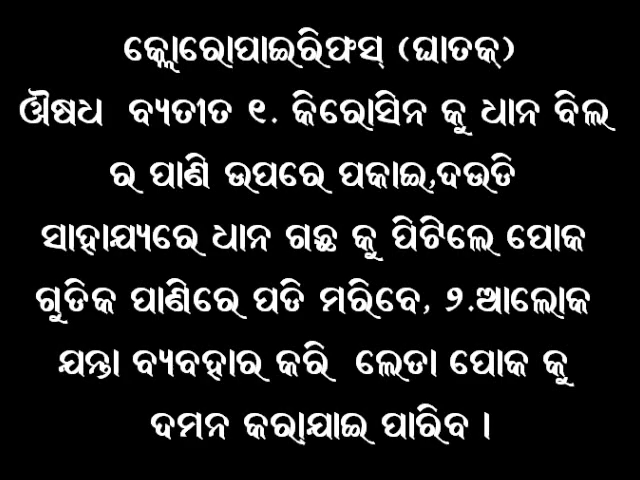 କ୍ଲୋରୋପାଇରିଫସ୍ (ଘାତକ୍)
ଔଷଧ ବ୍ୟତୀତ ୧. କିରୋସିନ କୁ ଧାନ ବିଲ
ର ପାଣି ଉପରେ ପକାଇ,ଦଉଡି
ସାହାଯ୍ୟରେ ଧାନ ଗଛ କୁ ପିଟିଲେ ପୋକ
ଗୁଡିକ ପାଣିରେ ପଡି ମରିବେ, ୨.ଆଲୋକ
ଯନ୍ତା ବ୍ୟବହାର କରି ଲେଡା ପୋକ କୁ
ଦମନ କରାଯାଇ ପାରିବ ।